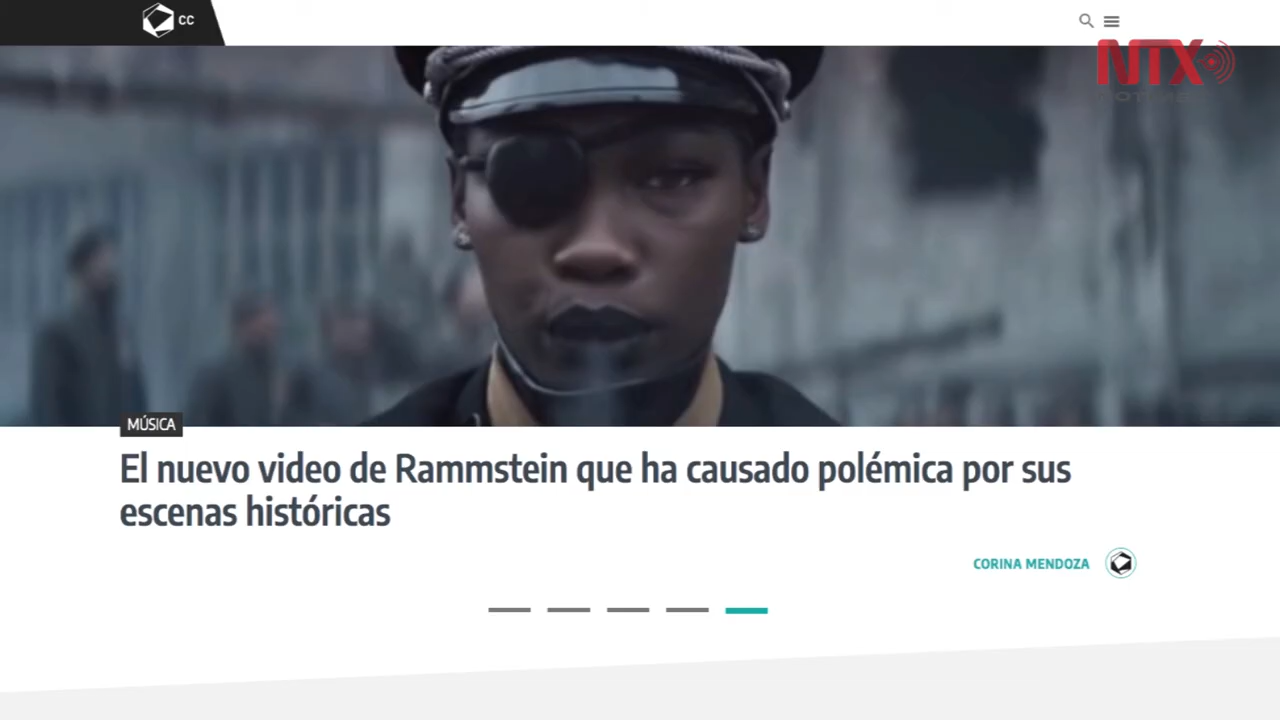 CC
NTX
MÚSICA
El nuevo video de Rammstein que ha causado polémica por sus
escenas históricas
CORINA MENDOZA